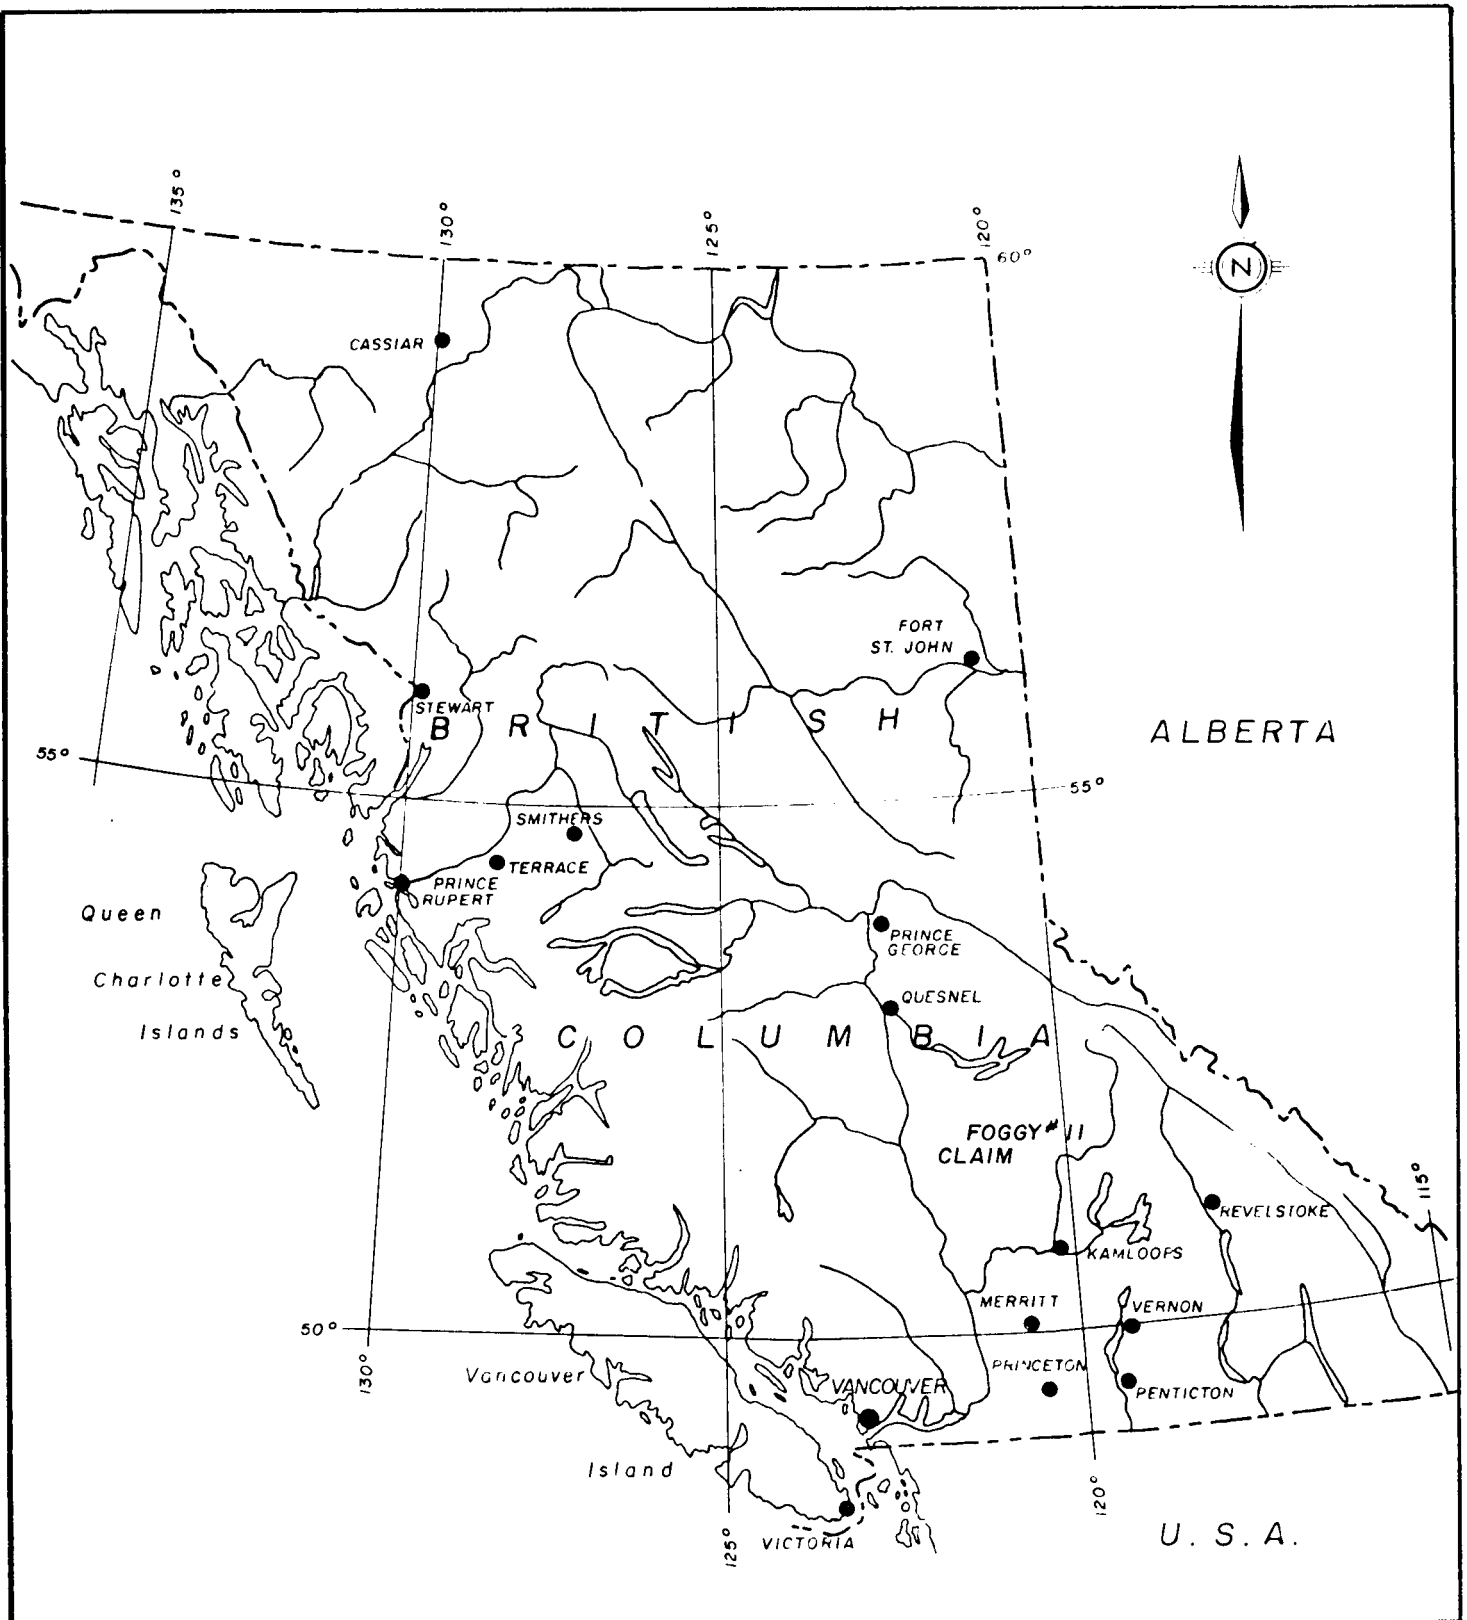 135°
130°
125°
120°
60°
N
CASSIAR
FORT
ST. JOHN
STEWART
BRITISH
ALBERTA
55°
55°
SMITHERS
TERRACE
PRINCE
RUPERT
Queen
Charlotte
Islands
PRINCE
GEORGE
QUESNEL
COLUMBIA
FOGGY #11
CLAIM
115°
REVELSTOKE
KAMLOOPS
MERRITT
VERNON
50°
130°
Vancouver
PRINCETON
VANCOUVER
PENTICTON
Island
120°
125°
VICTORIA
U.S.A.